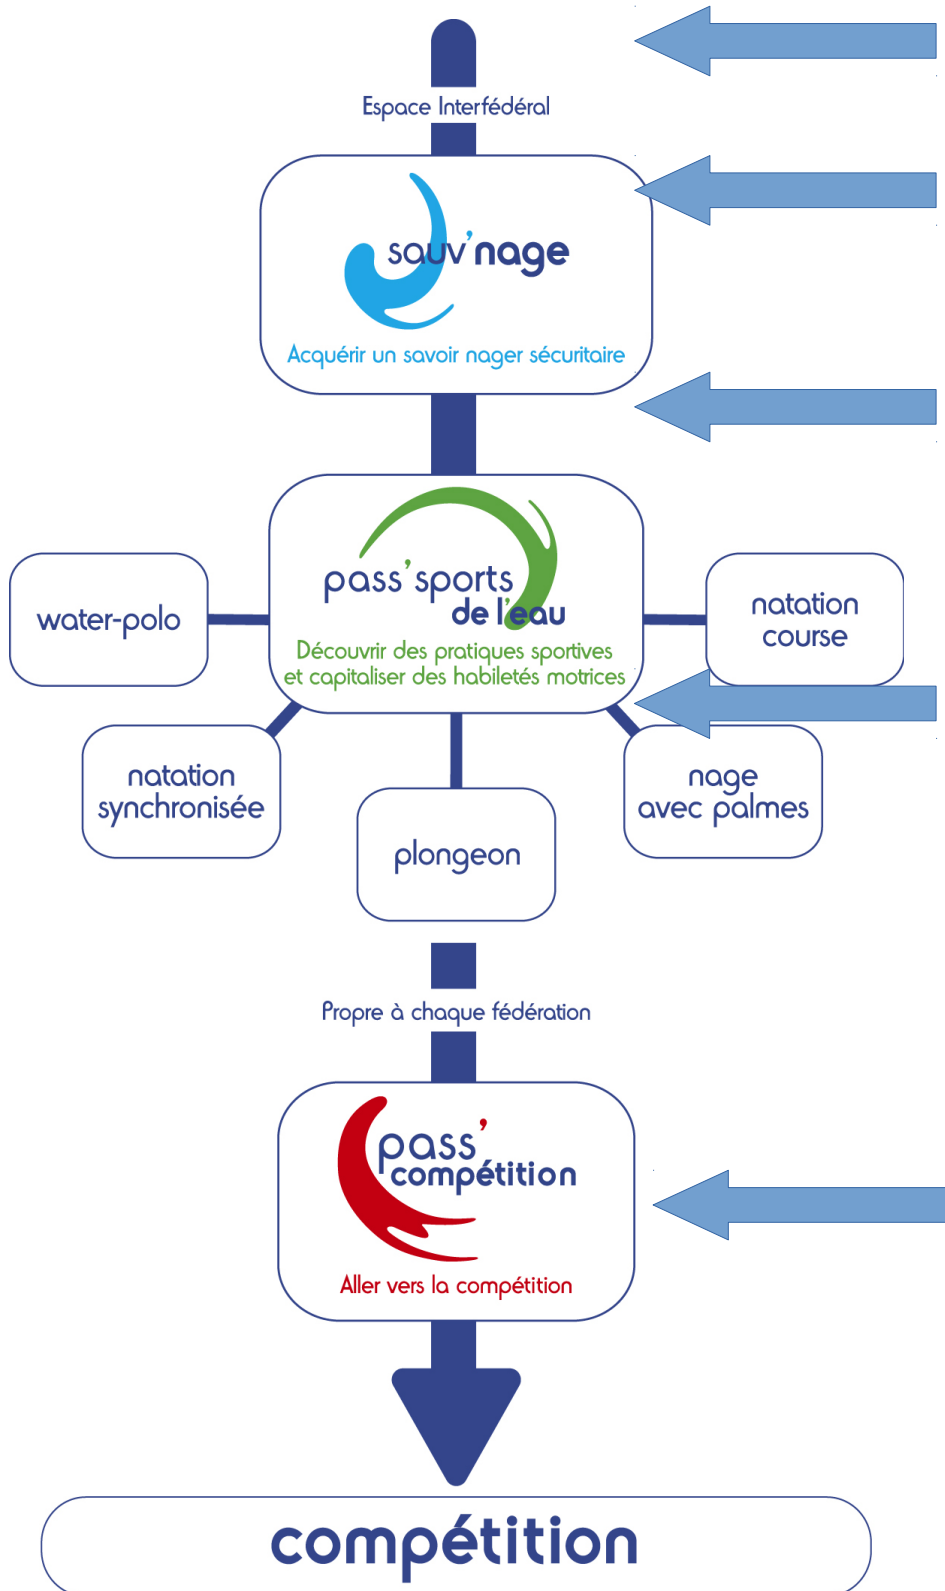 Espace Interfédéral
sauv'nage
Acquérir un savoir nager sécuritaire
pass'sports
de l'eau
Découvrir des pratiques sportives
et capitaliser des habiletés motrices
water-polo
natation
course
natation
synchronisée
nage
avec palmes
plongeon
Propre à chaque fédération
pass'
compétition
Aller vers la compétition
compétition